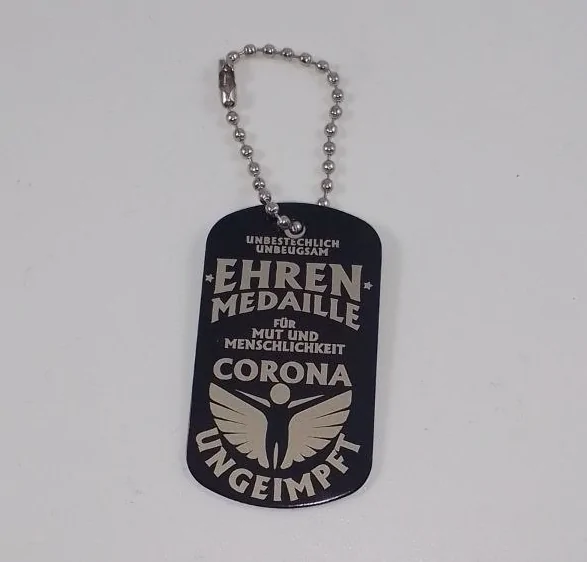 UNBESTECHLICH
UNBEUGSAM
EHREN
MEDAILLE
FÜR
MUT UND
MENSCHLICHKEIT
CORONA
UNGEIMPFT